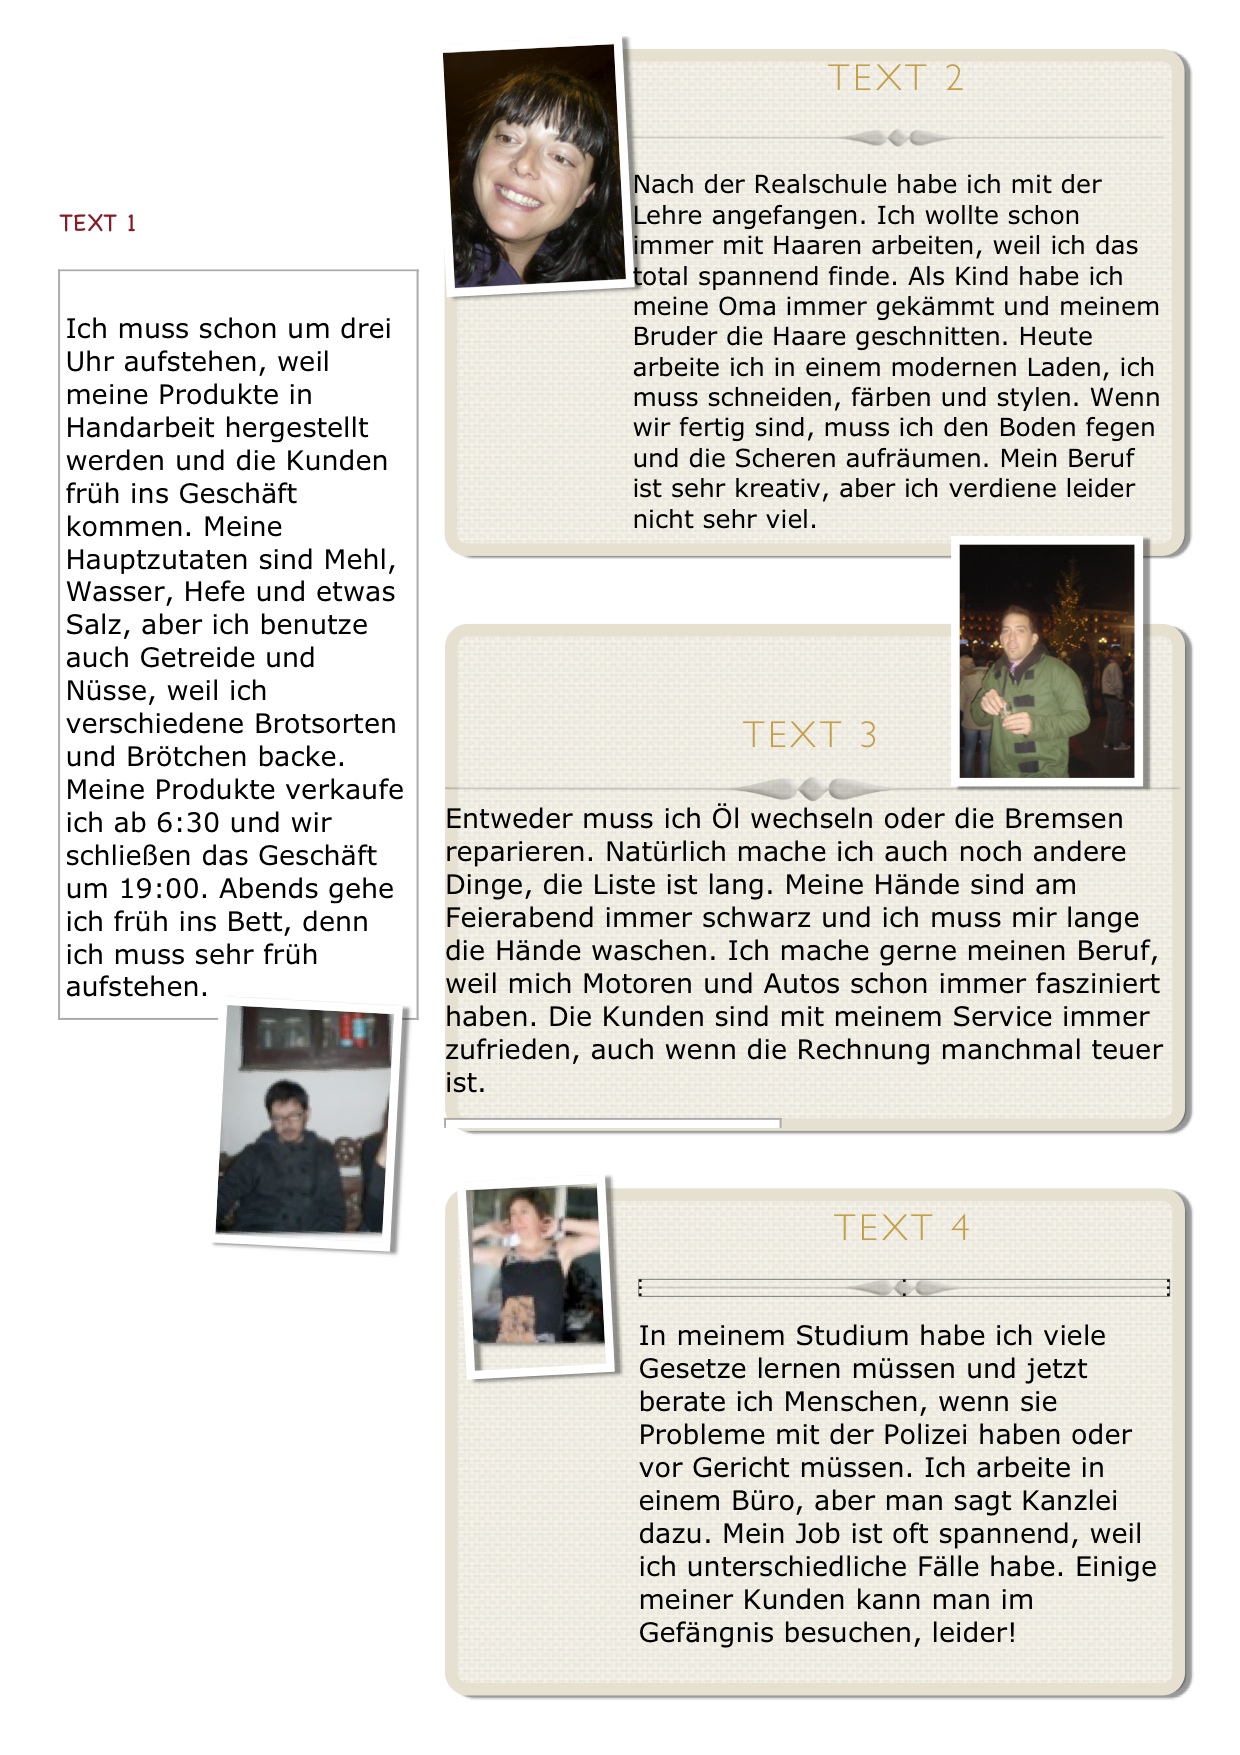 TEXT 1
Ich muss schon um drei
Uhr aufstehen, weil
meine Produkte in
Handarbeit hergestellt
werden und die Kunden
früh ins Geschäft
kommen. Meine
Hauptzutaten sind Mehl,
Wasser, Hefe und etwas
Salz, aber ich benutze
auch Getreide und
Nüsse, weil ich
verschiedene Brotsorten
und Brötchen backe.
Meine Produkte verkaufe
ich ab 6:30 und wir
schließen das Geschäft
um 19:00. Abends gehe
ich früh ins Bett, denn
ich muss sehr früh
aufstehen.
TEXT 2
Nach der Realschule habe ich mit der
Lehre angefangen. Ich wollte schon
immer mit Haaren arbeiten, weil ich das
total spannend finde. Als Kind habe ich
meine Oma immer gekämmt und meinem
Bruder die Haare geschnitten. Heute
arbeite ich in einem modernen Laden, ich
muss schneiden, färben und stylen. Wenn
wir fertig sind, muss ich den Boden fegen
und die Scheren aufräumen. Mein Beruf
ist sehr kreativ, aber ich verdiene leider
nicht sehr viel.
TEXT 3
Entweder muss ich Öl wechseln oder die Bremsen
reparieren. Natürlich mache ich auch noch andere
Dinge, die Liste ist lang. Meine Hände sind am
Feierabend immer schwarz und ich muss mir lange
die Hände waschen. Ich mache gerne meinen Beruf,
weil mich Motoren und Autos schon immer fasziniert
haben. Die Kunden sind mit meinem Service immer
zufrieden, auch wenn die Rechnung manchmal teuer
ist.
TEXT 4
In meinem Studium habe ich viele
Gesetze lernen müssen und jetzt
berate ich Menschen, wenn sie
Probleme mit der Polizei haben oder
vor Gericht müssen. Ich arbeite in
einem Büro, aber man sagt Kanzlei
dazu. Mein Job ist oft spannend, weil
ich unterschiedliche Fälle habe. Einige
meiner Kunden kann man im
Gefängnis besuchen, leider!